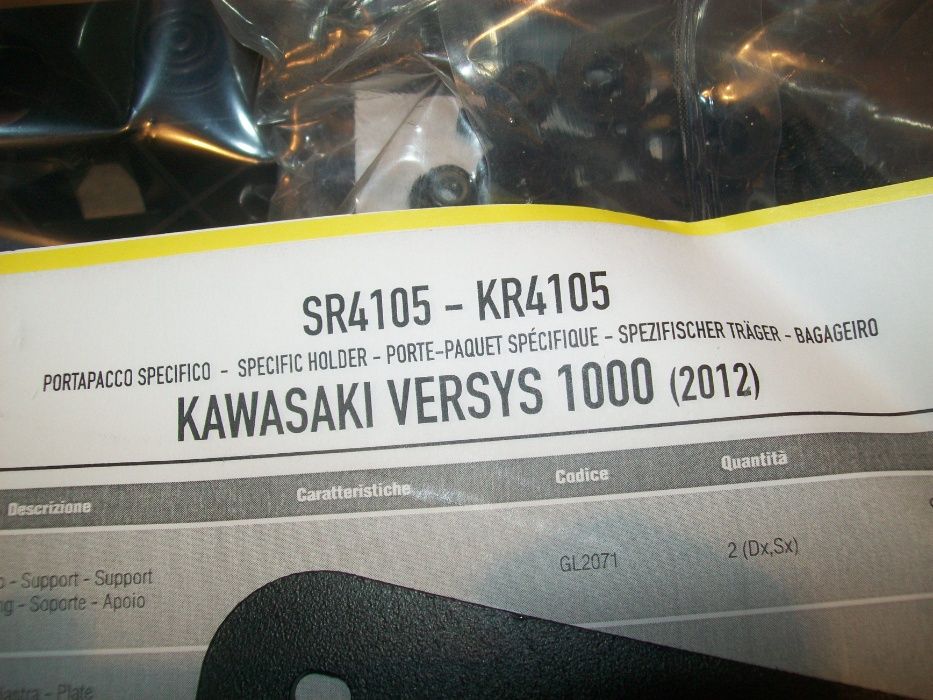 SR4105 - KR4105
PORTAPACCO SPECIFICO - SPECIFIC HOLDER - PORTE-PAQUET SPÉCIFIQUE - SPEZIFISCHER TRÄGER - BAGAGEIRO
KAWASAKI VERSYS 1000 (2012)
Descrizione Caratteristiche Codice Quantità
- Support - Support
- Soporte - Apoio
GL2071 2 (Dx,Sx)
- Plate